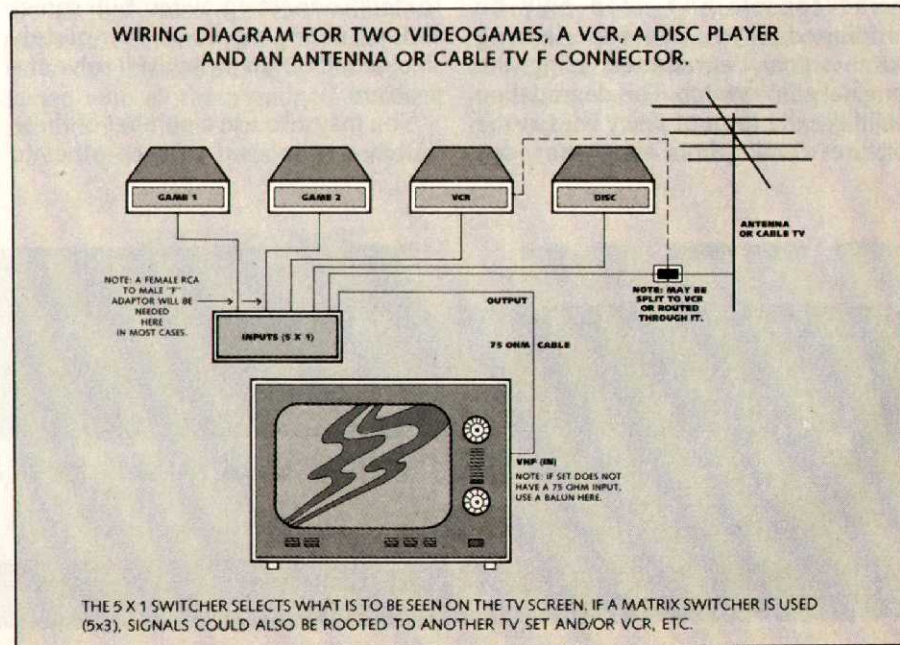 WIRING DIAGRAM FOR TWO VIDEOGAMES, A VCR, A DISC PLAYER
AND AN ANTENNA OR CABLE TV F CONNECTOR.
GAME 1
GAME 2
VCR
DISC
ANTENNA
OR CABLE TV
NOTE: A FEMALE RCA
TO MALE "F"
ADAPTOR WILL BE
NEEDED
HERE
IN MOST CASES.
NOTE: MAY BE
SPLIT TO VCR
OR ROUTED
THROUGH IT.
OUTPUT
INPUTS (5 X 1)
75 OHM CABLE
VHF (IN)
NOTE: IF SET DOES NOT
HAVE A 75 OHM INPUT,
USE A BALUN HERE.
THE 5 X 1 SWITCHER SELECTS WHAT IS TO BE SEEN ON THE TV SCREEN. IF A MATRIX SWITCHER IS USED
(5x3), SIGNALS COULD ALSO BE ROOTED TO ANOTHER TV SET AND/OR VCR, ETC.